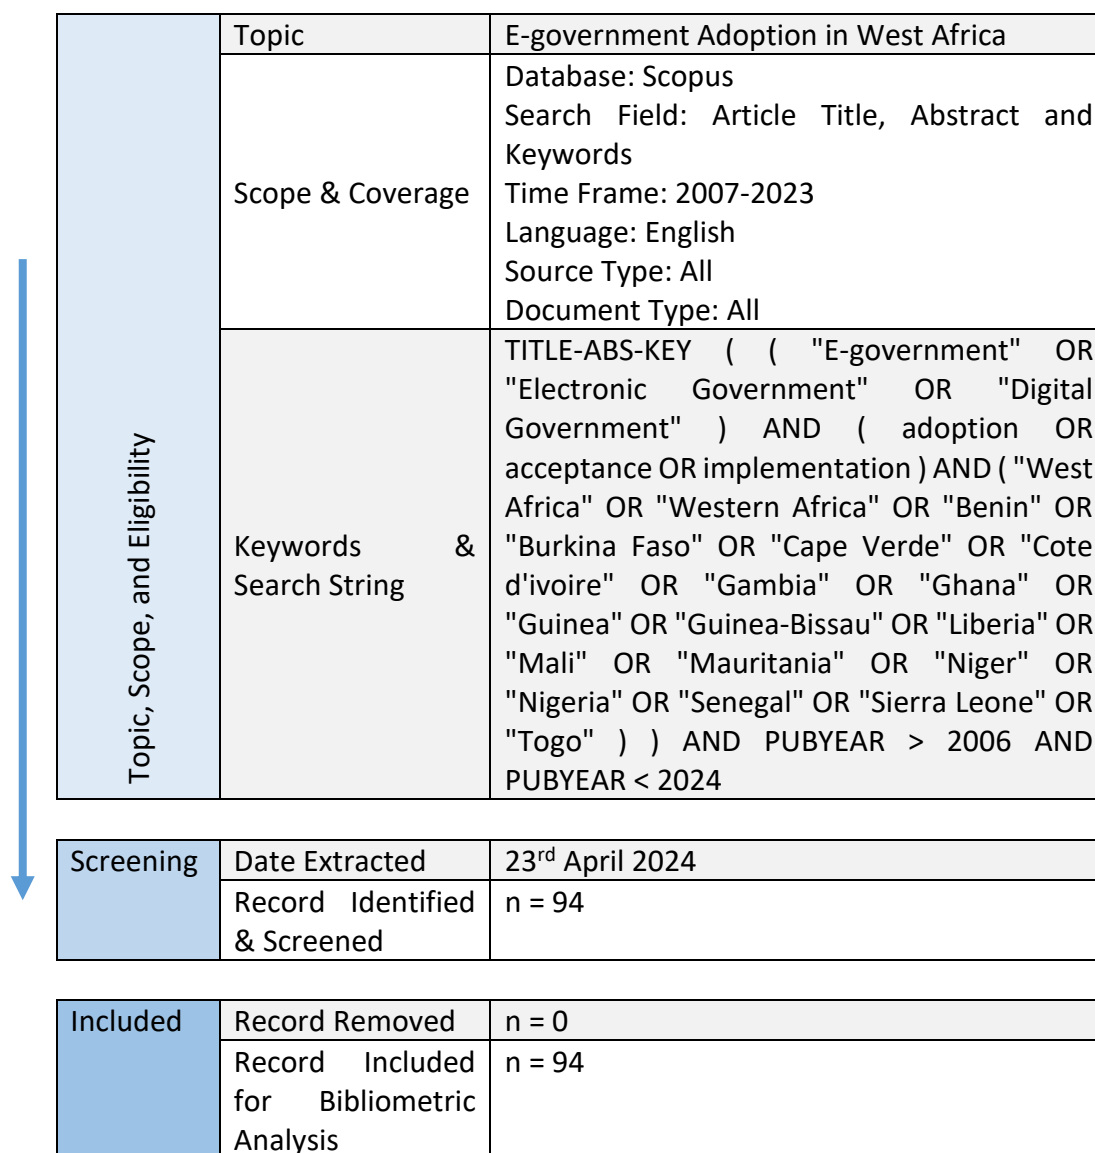 Topic, Scope, and Eligibility
Topic
E-government Adoption in West Africa
Scope & Coverage
Database: Scopus
Search Field: Article Title, Abstract and
Keywords
Time Frame: 2007-2023
Language: English
Source Type: All
Document Type: All
Keywords &
Search String
TITLE-ABS-KEY ( ( "E-government" OR
"Electronic Government" OR "Digital
Government" ) AND ( adoption OR
acceptance OR implementation ) AND ( "West
Africa" OR "Western Africa" OR "Benin" OR
"Burkina Faso" OR "Cape Verde" OR "Cote
d'ivoire" OR "Gambia" OR "Ghana" OR
"Guinea" OR "Guinea-Bissau" OR "Liberia" OR
"Mali" OR "Mauritania" OR "Niger" OR
"Nigeria" OR "Senegal" OR "Sierra Leone" OR
"Togo" ) ) AND PUBYEAR > 2006 AND
PUBYEAR < 2024
Screening
Date Extracted
23rd April 2024
Record Identified
& Screened
n = 94
Included
Record Removed
n = 0
Record Included
for Bibliometric
Analysis
n = 94